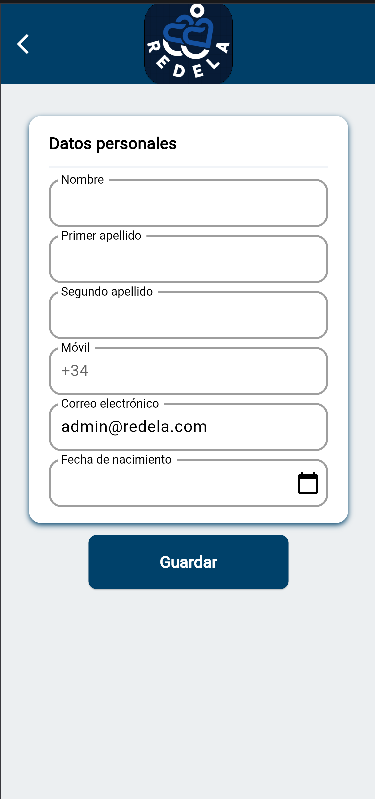 REDELA
Datos personales
Nombre
Primer apellido
Segundo apellido
Móvil
+34
Correo electrónico
admin@redela.com
Fecha de nacimiento
Guardar